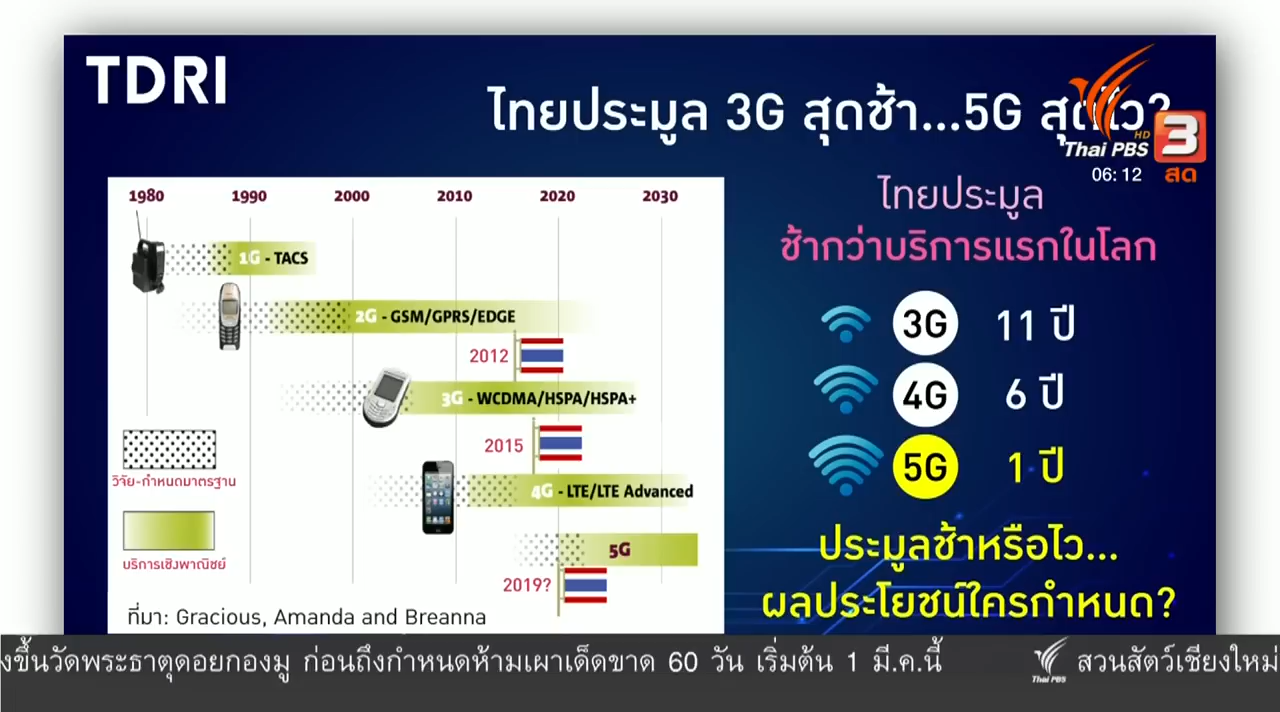 TDRI
ไทยประมูล 3G สุดช้า...5G สุดไว?
HD
Thai PBS
3
06:12 สด
1980 1990 2000 2010 2020 2030
1G - TACS
2G - GSM/GPRS/EDGE
2012
3G - WCDMA/HSPA/HSPA+
2015
4G - LTE/LTE Advanced
5G
2019?
วิจัย-กำหนดมาตรฐาน
บริการเชิงพาณิชย์
ที่มา: Gracious, Amanda and Breanna
ไทยประมูล
ช้ากว่าบริการแรกในโลก
3G 11 ปี
4G 6 ปี
5G 1 ปี
ประมูลช้าหรือไว...
ผลประโยชน์ใครกำหนด?
งขึ้นวัดพระธาตุดอยกองมู ก่อนถึงกำหนดห้ามเผาเด็ดขาด 60 วัน เริ่มต้น 1 มี.ค.นี้ Thai PBS สวนสัตว์เชียงใหม่